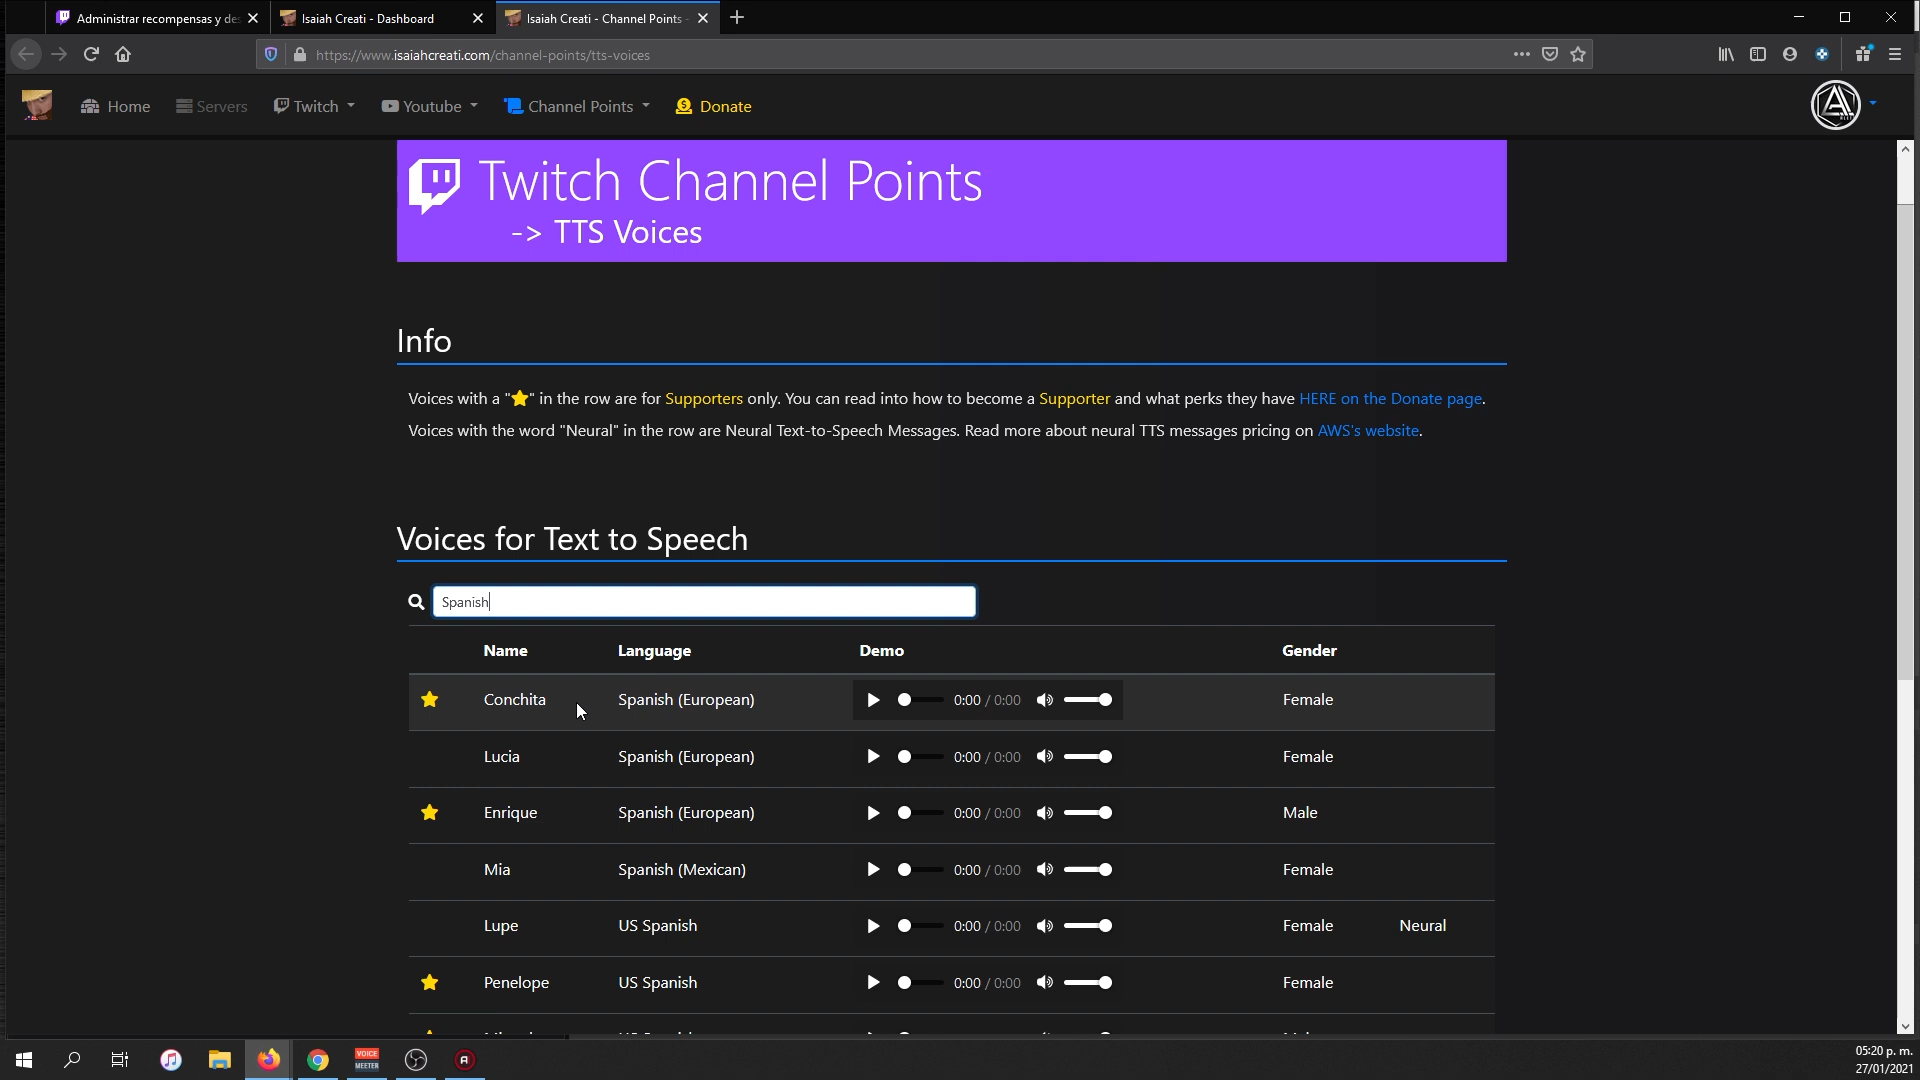 Administrar recompensas y de
Isaiah Creati - Dashboard
Isaiah Creati - Channel Points -
https://www.isaiahcreati.com/channel-points/tts-voices
Home
Servers
Twitch
Youtube
Channel Points
Donate
Twitch Channel Points
-> TTS Voices
Info
Voices with a "⭐" in the row are for Supporters only. You can read into how to become a Supporter and what perks they have HERE on the Donate page.
Voices with the word "Neural" in the row are Neural Text-to-Speech Messages. Read more about neural TTS messages pricing on AWS's website.
Voices for Text to Speech
Spanish
Name Language Demo Gender
Conchita Spanish (European) 0:00 / 0:00 Female
Lucia Spanish (European) 0:00 / 0:00 Female
Enrique Spanish (European) 0:00 / 0:00 Male
Mia Spanish (Mexican) 0:00 / 0:00 Female
Lupe US Spanish 0:00 / 0:00 Female Neural
Penelope US Spanish 0:00 / 0:00 Female
VOICE
MEETER
05:20 p. m.
27/01/2021